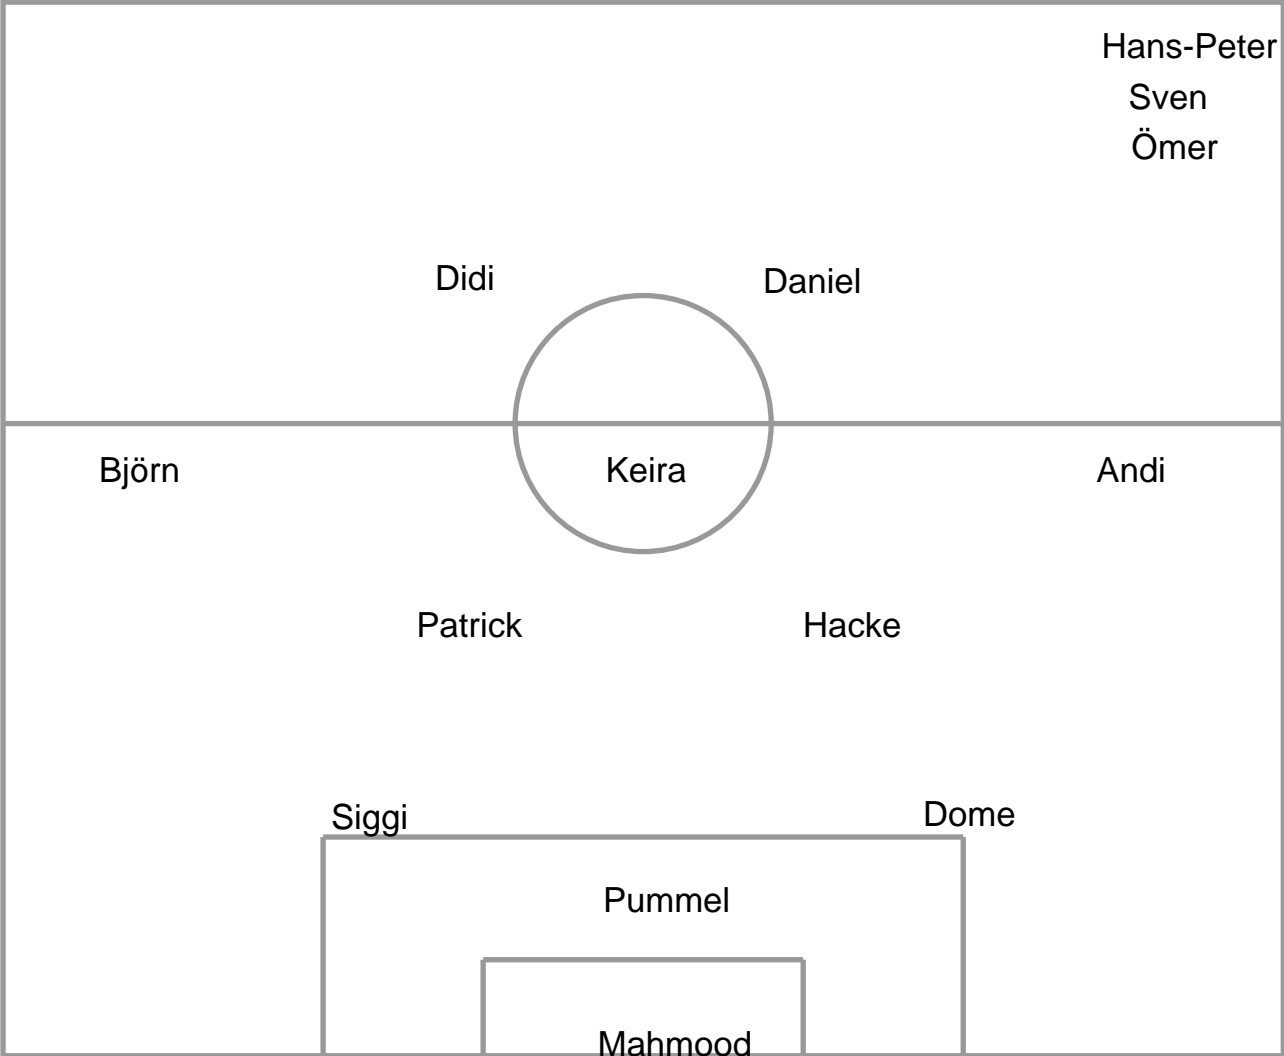 Hans-Peter
Sven
Ömer
Didi Daniel
Björn Keira Andi
Patrick Hacke
Siggi Dome
Pummel
Mahmood